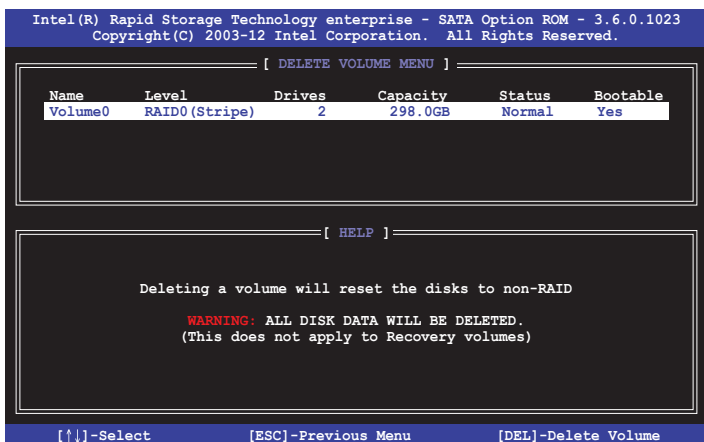 Intel(R) Rapid Storage Technology enterprise - SATA Option ROM - 3.6.0.1023
Copyright(C) 2003-12 Intel Corporation. All Rights Reserved.
[ DELETE VOLUME MENU ]
Name Level Drives Capacity Status Bootable
Volume0 RAID0(Stripe) 2 298.0GB Normal Yes
[ HELP ]
Deleting a volume will reset the disks to non-RAID
WARNING: ALL DISK DATA WILL BE DELETED.
(This does not apply to Recovery volumes)
[↑↓]-Select [ESC]-Previous Menu [DEL]-Delete Volume